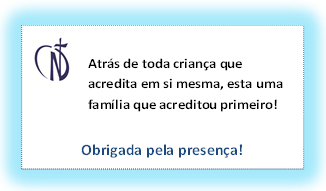 Atrás de toda criança que
acredita em si mesma, esta uma
família que acreditou primeiro!
Obrigada pela presença!